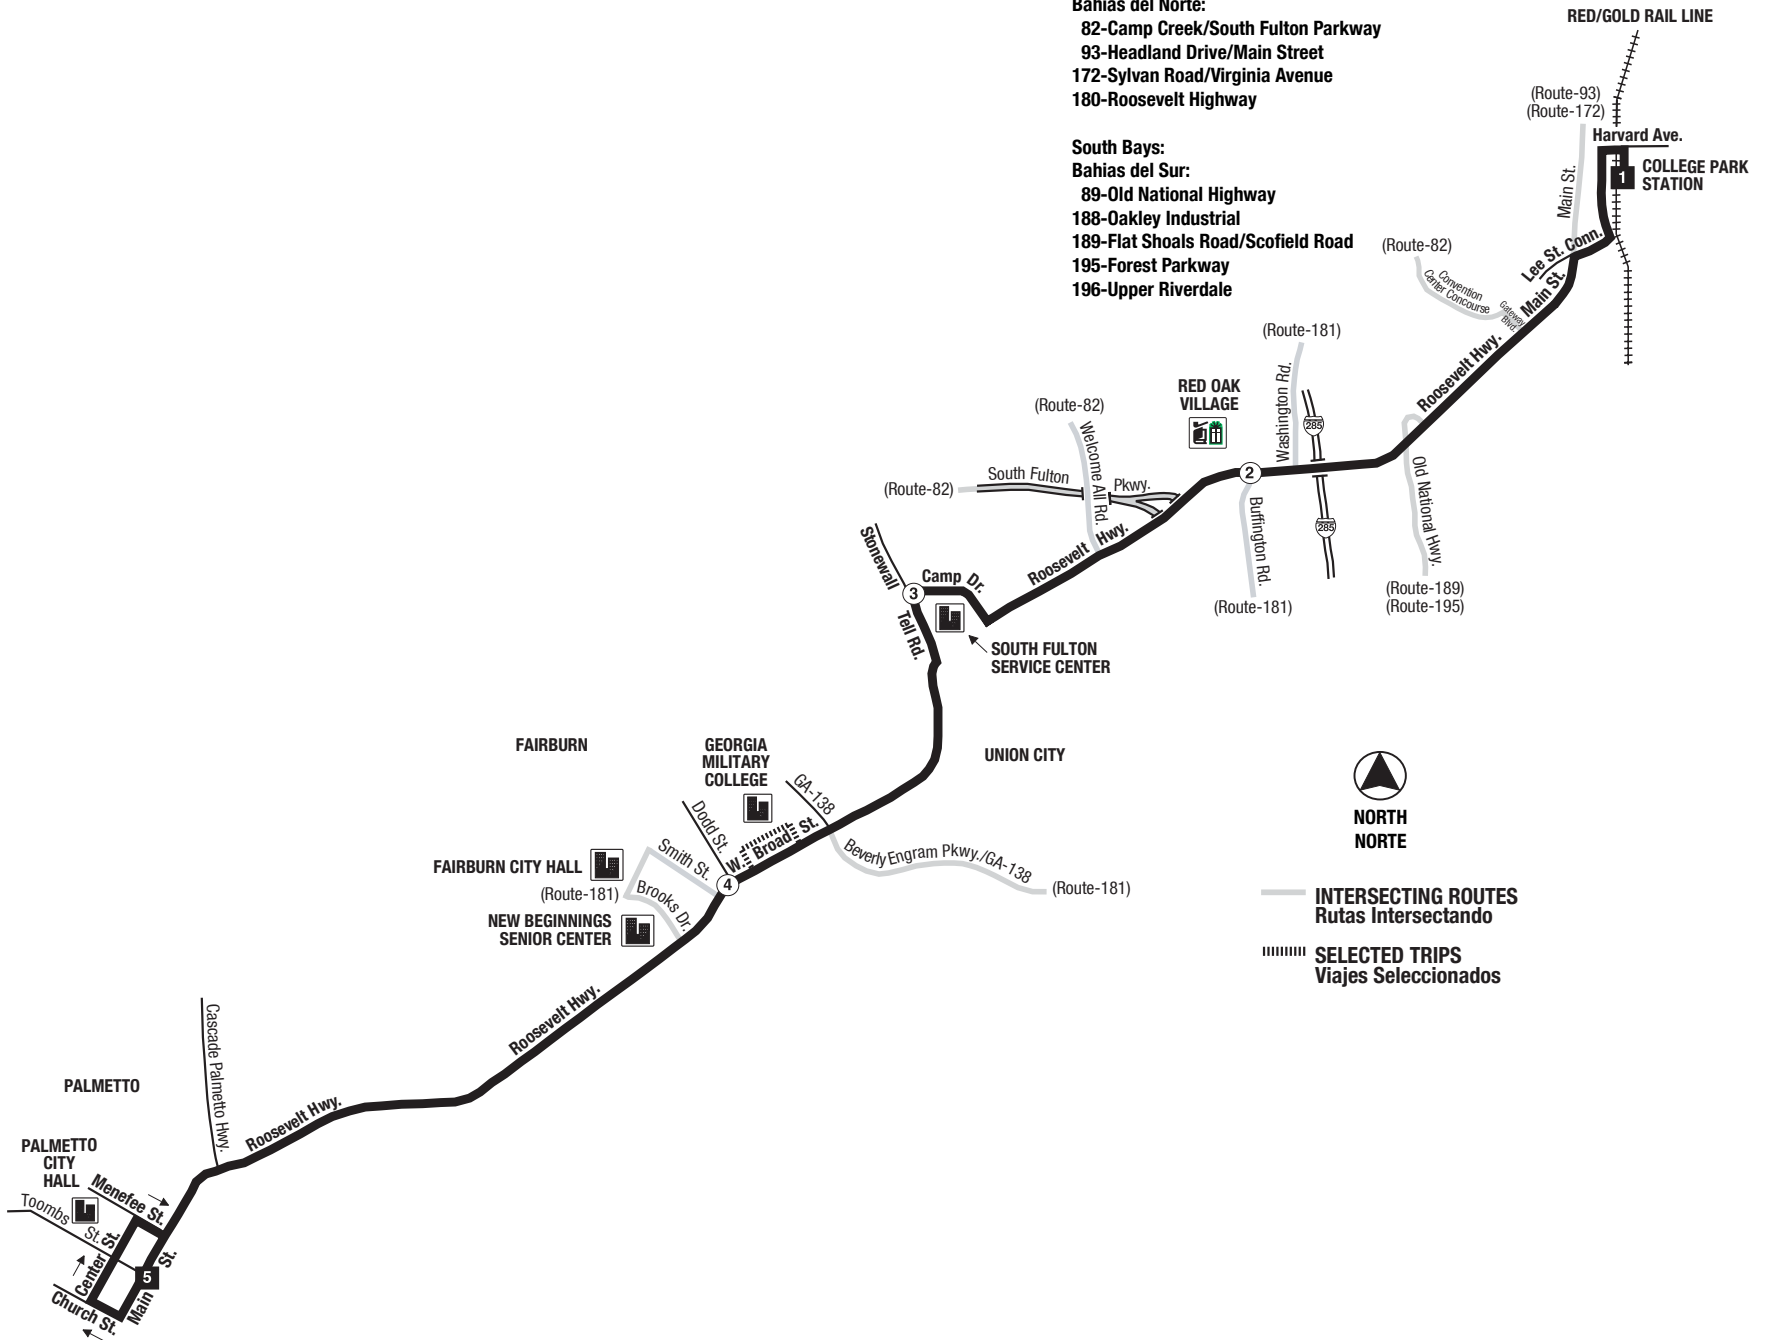 Bahias del Norte:
82-Camp Creek/South Fulton Parkway
93-Headland Drive/Main Street
172-Sylvan Road/Virginia Avenue
180-Roosevelt Highway
South Bays:
Bahias del Sur:
89-Old National Highway
188-Oakley Industrial
189-Flat Shoals Road/Scofield Road
195-Forest Parkway
196-Upper Riverdale
RED/GOLD RAIL LINE
(Route-93)
(Route-172)
Harvard Ave.
1
COLLEGE PARK
STATION
Main St.
Lee St. Conn.
Main St.
(Route-82)
Convention
Center Concourse
Gateway
Blvd.
Roosevelt Hwy.
(Route-181)
Washington Rd.
285
285
RED OAK
VILLAGE
2
Old National Hwy.
(Route-189)
(Route-195)
Buffington Rd.
(Route-181)
(Route-82)
Welcome All Rd.
(Route-82)
South Fulton Pkwy.
Roosevelt Hwy.
Stonewall
Tell Rd.
3
Camp Dr.
SOUTH FULTON
SERVICE CENTER
FAIRBURN
GEORGIA
MILITARY
COLLEGE
UNION CITY
GA-138
Dodd St.
W. Broad St.
Beverly Engram Pkwy./GA-138
(Route-181)
4
Smith St.
FAIRBURN CITY HALL
(Route-181)
Brooks Dr.
NEW BEGINNINGS
SENIOR CENTER
NORTH
NORTE
INTERSECTING ROUTES
Rutas Intersectando
SELECTED TRIPS
Viajes Seleccionados
Roosevelt Hwy.
Cascade Palmetto Hwy.
PALMETTO
Roosevelt Hwy.
PALMETTO
CITY
HALL
Menefee St.
Toombs St.
Center St.
5
Main St.
Church St.